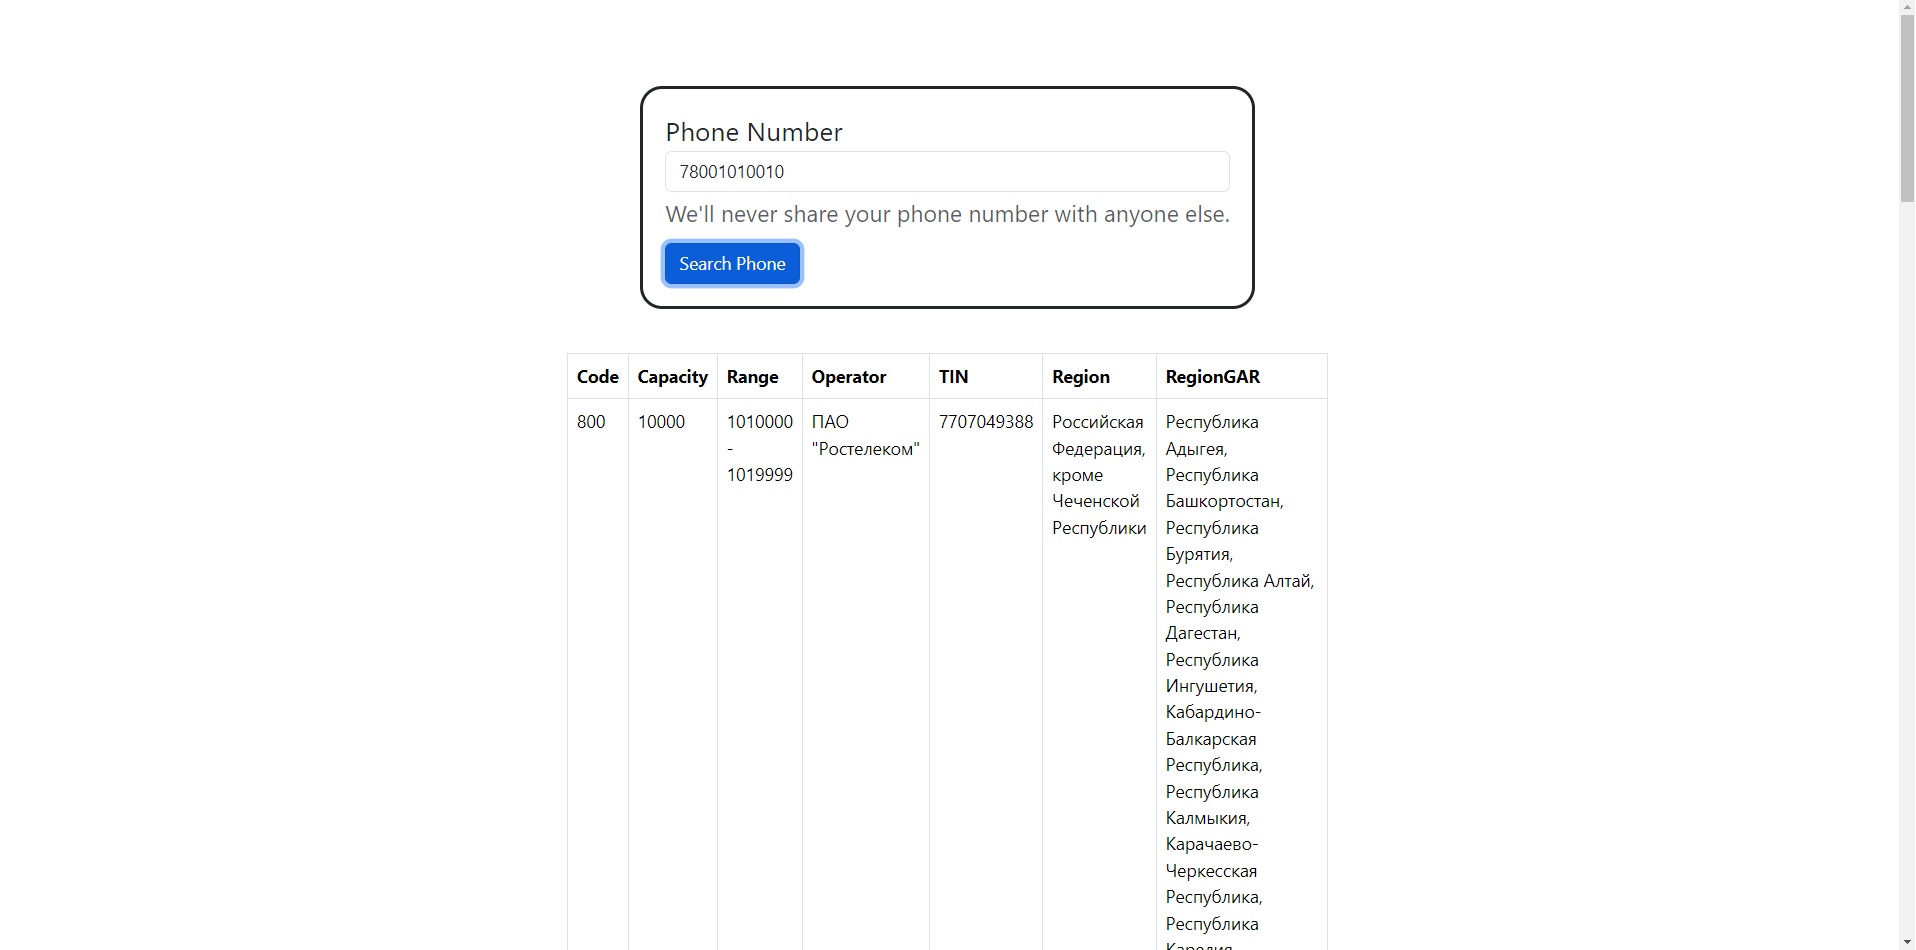 Phone Number
78001010010
We'll never share your phone number with anyone else.
Search Phone
Code Capacity Range Operator TIN Region RegionGAR
800 10000 1010000 ПАО 7707049388 Российская Республика
- "Ростелеком" Федерация, Адыгея,
1019999 кроме Республика
Чеченской Башкортостан,
Республики Республика
Бурятия,
Республика Алтай,
Республика
Дагестан,
Республика
Ингушетия,
Кабардино-
Балкарская
Республика,
Республика
Калмыкия,
Карачаево-
Черкесская
Республика,
Республика